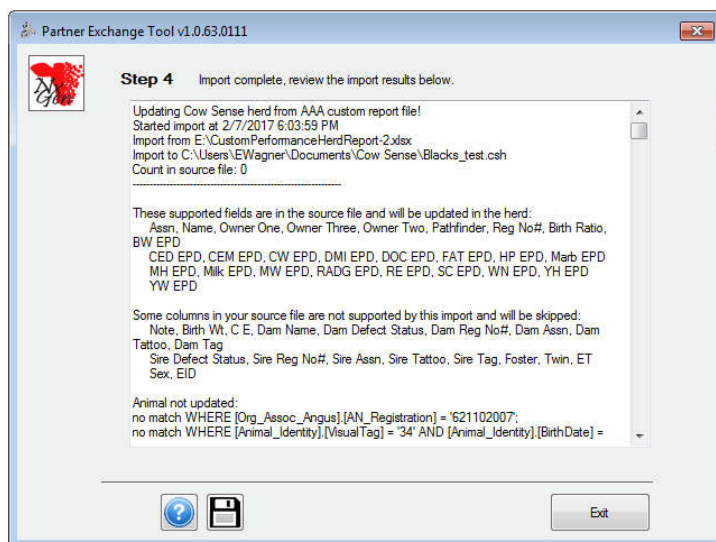 Partner Exchange Tool v1.0.63.0111
Nx
Gen
Step 4 Import complete, review the import results below.
Updating Cow Sense herd from AAA custom report file!
Started import at 2/7/2017 6:03:59 PM
Import from E:\CustomPerformanceHerdReport-2.xlsx
Import to C:\Users\EWagner\Documents\Cow Sense\Blacks_test.csh
Count in source file: 0
------------------------------------------------------------
These supported fields are in the source file and will be updated in the herd:
Assn, Name, Owner One, Owner Three, Owner Two, Pathfinder, Reg No#, Birth Ratio,
BW EPD
CED EPD, CEM EPD, CW EPD, DMI EPD, DOC EPD, FAT EPD, HP EPD, Marb EPD
MH EPD, Milk EPD, MW EPD, RADG EPD, RE EPD, SC EPD, WN EPD, YH EPD
YW EPD
Some columns in your source file are not supported by this import and will be skipped:
Note, Birth Wt, C E, Dam Name, Dam Defect Status, Dam Reg No#, Dam Assn, Dam
Tattoo, Dam Tag
Sire Defect Status, Sire Reg No#, Sire Assn, Sire Tattoo, Sire Tag, Foster, Twin, ET
Sex, EID
Animal not updated:
no match WHERE [Org_Assoc_Angus].[AN_Registration] = '621102007';
no match WHERE [Animal_Identity].[VisualTag] = '34' AND [Animal_Identity].[BirthDate] =
?
Exit